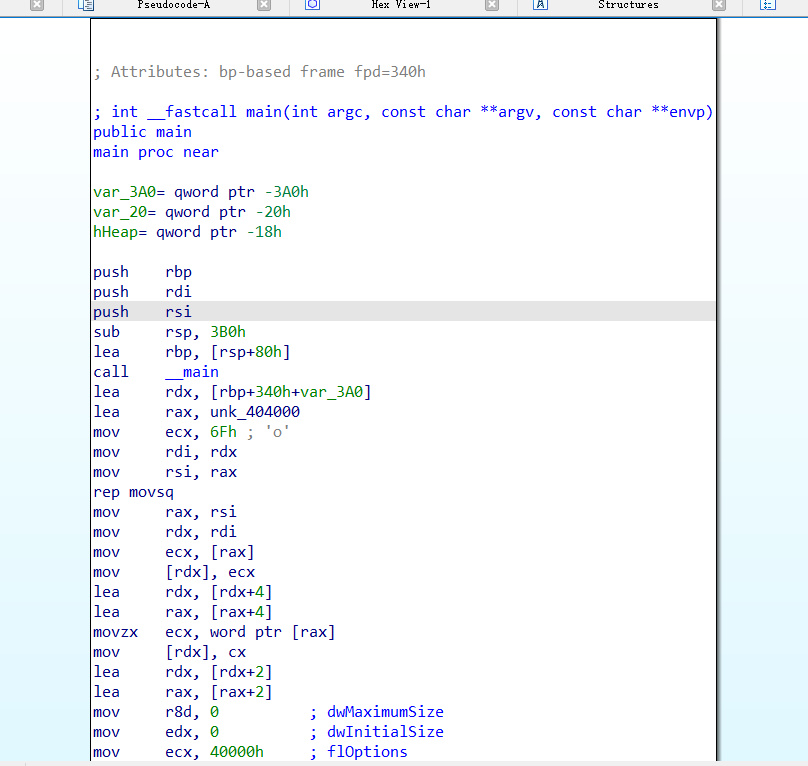 Pseudocode-A Hex View-1 Structures
; Attributes: bp-based frame fpd=340h
; int __fastcall main(int argc, const char **argv, const char **envp)
public main
main proc near
var_3A0= qword ptr -3A0h
var_20= qword ptr -20h
hHeap= qword ptr -18h
push rbp
push rdi
push rsi
sub rsp, 3B0h
lea rbp, [rsp+80h]
call __main
lea rdx, [rbp+340h+var_3A0]
lea rax, unk_404000
mov ecx, 6Fh ; 'o'
mov rdi, rdx
mov rsi, rax
rep movsq
mov rax, rsi
mov rdx, rdi
mov ecx, [rax]
mov [rdx], ecx
lea rdx, [rdx+4]
lea rax, [rax+4]
movzx ecx, word ptr [rax]
mov [rdx], cx
lea rdx, [rdx+2]
lea rax, [rax+2]
mov r8d, 0 ; dwMaximumSize
mov edx, 0 ; dwInitialSize
mov ecx, 40000h ; flOptions